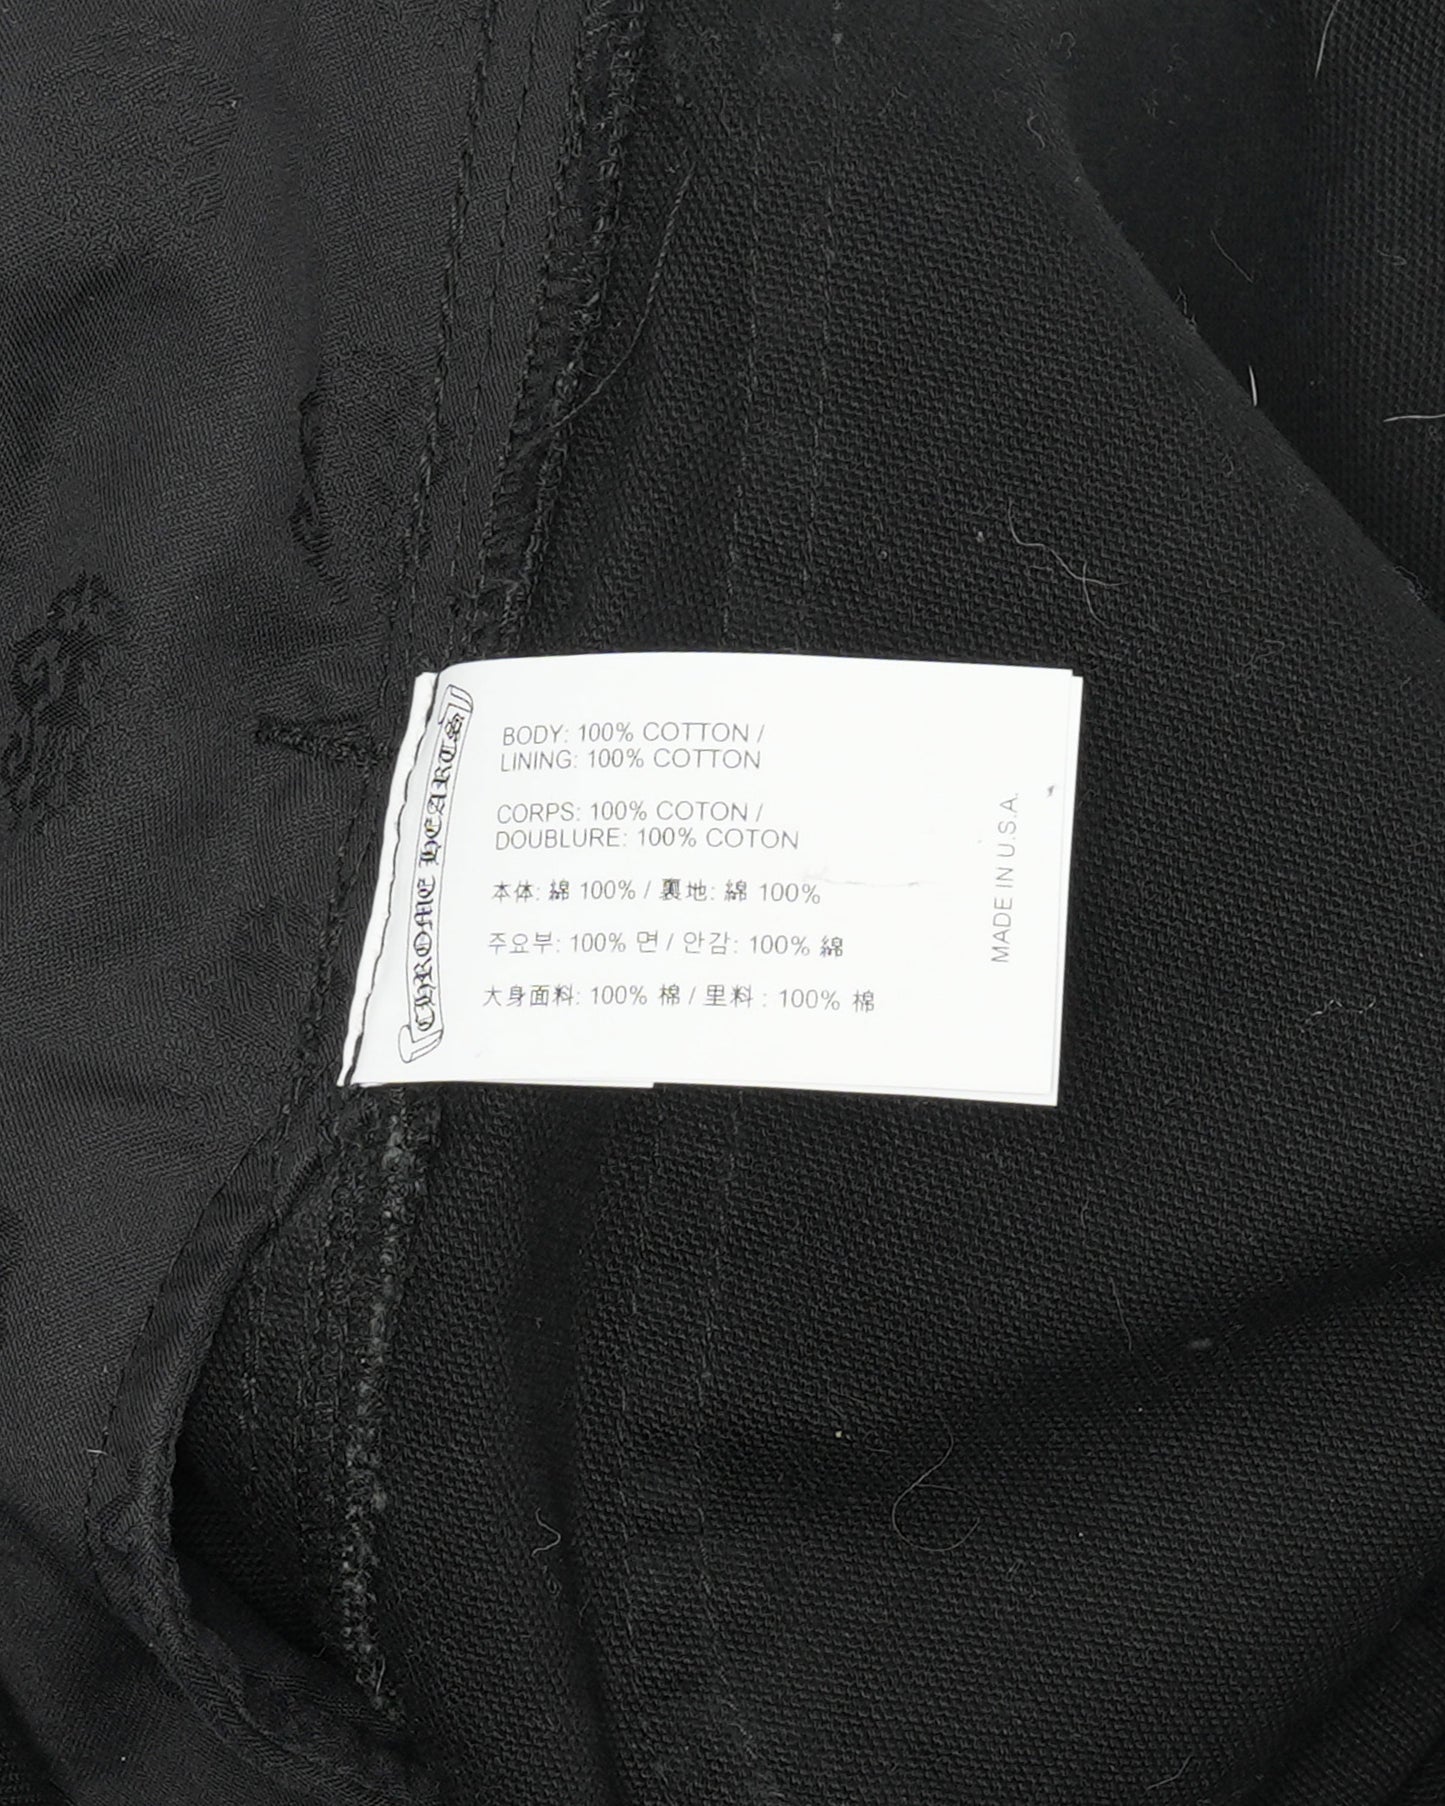 CHROME HEARTS
BODY: 100% COTTON /
LINING: 100% COTTON
CORPS: 100% COTON /
DOUBLURE: 100% COTON
本体: 綿 100% / 裏地: 綿 100%
주요부: 100% 면 / 안감: 100% 綿
大身面料: 100% 棉 / 里料 : 100% 棉
MADE IN U.S.A.